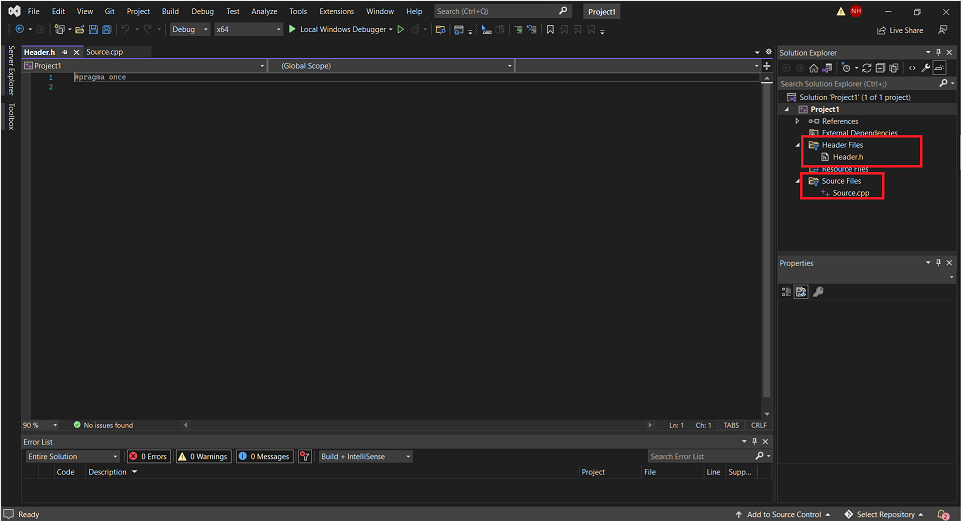 File Edit View Git Project Build Debug Test Analyze Tools Extensions Window Help Search (Ctrl+Q) Project1 NH
Debug x64 Local Windows Debugger Live Share
Server Explorer
Toolbox
Header.h Source.cpp
Project1 (Global Scope)
1 #pragma once
2
90 % No issues found Ln: 1 Ch: 1 TABS CRLF
Error List
Entire Solution 0 Errors 0 Warnings 0 Messages Build + IntelliSense Search Error List
Code Description Project File Line Supp...
Solution Explorer
Search Solution Explorer (Ctrl+;)
Solution 'Project1' (1 of 1 project)
Project1
References
External Dependencies
Header Files
Header.h
Resource Files
Source Files
Source.cpp
Properties
Ready Add to Source Control Select Repository 2